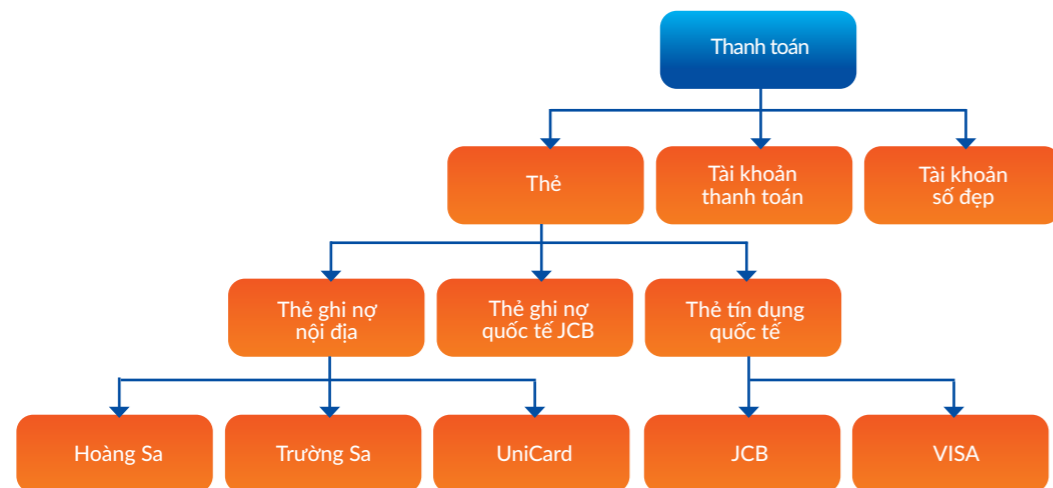 Thanh toán
Thẻ
Tài khoản
thanh toán
Tài khoản
số đẹp
Thẻ ghi nợ
nội địa
Thẻ ghi nợ
quốc tế JCB
Thẻ tín dụng
quốc tế
Hoàng Sa
Trường Sa
UniCard
JCB
VISA